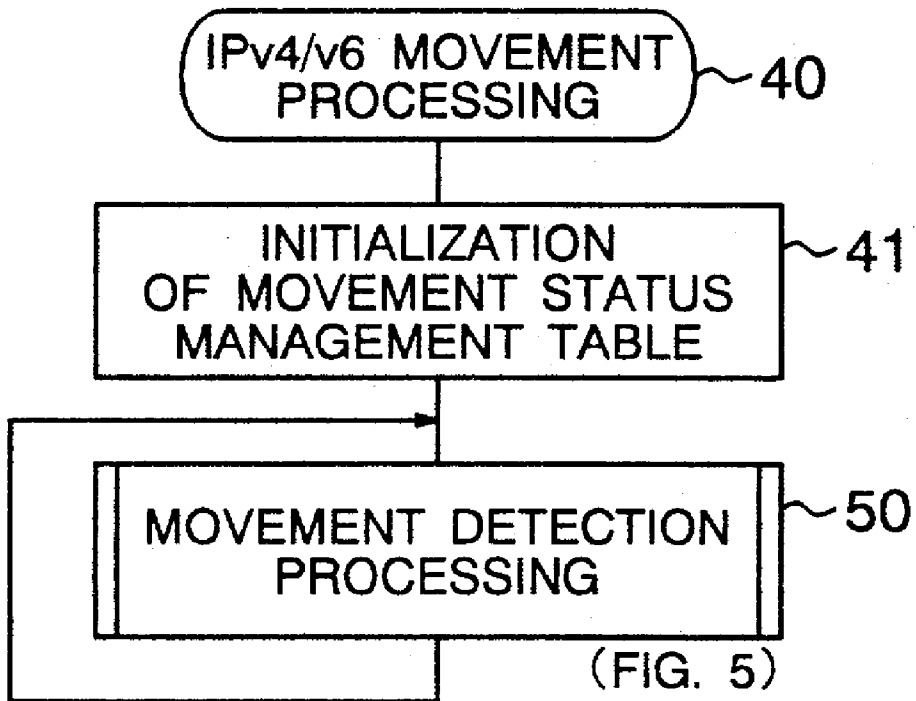 IPv4/v6 MOVEMENT
PROCESSING
40
INITIALIZATION
OF MOVEMENT STATUS
MANAGEMENT TABLE
41
MOVEMENT DETECTION
PROCESSING
50
(FIG. 5)